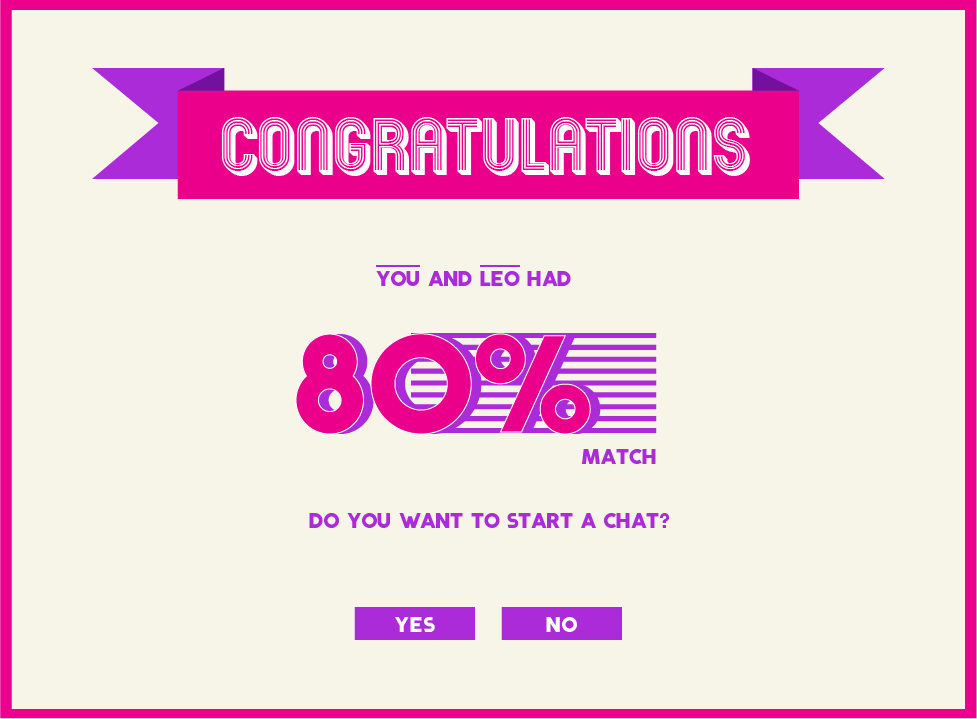 CONGRATULATIONS
YOU AND LEO HAD
80%
MATCH
DO YOU WANT TO START A CHAT?
YES NO